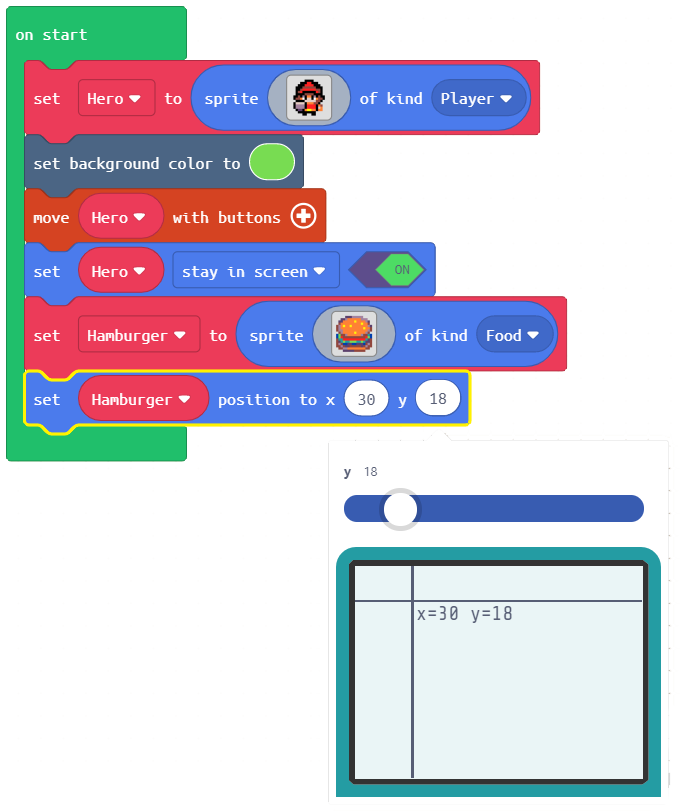 on start
set Hero to sprite of kind Player
set background color to
move Hero with buttons
set Hero stay in screen ON
set Hamburger to sprite of kind Food
set Hamburger position to x 30 y 18
y 18
x=30 y=18